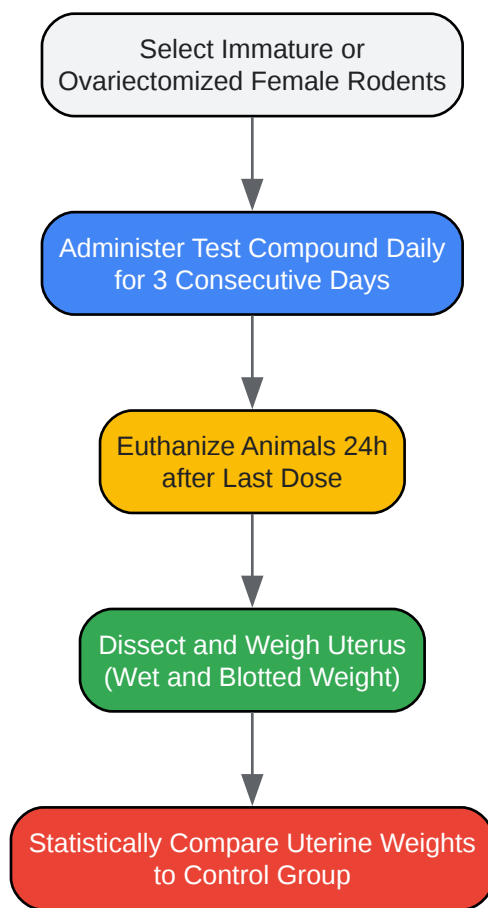 Select Immature or
Ovariectomized Female Rodents
Administer Test Compound Daily
for 3 Consecutive Days
Euthanize Animals 24h
after Last Dose
Dissect and Weigh Uterus
(Wet and Blotted Weight)
Statistically Compare Uterine Weights
to Control Group